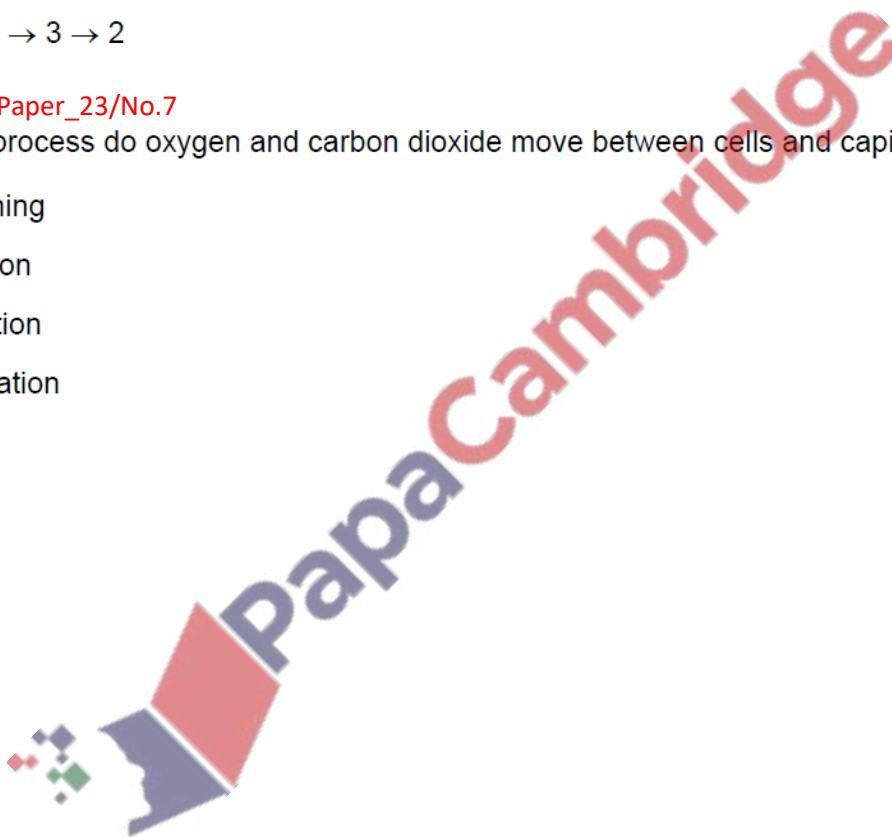 → 3 → 2
Paper_23/No.7
process do oxygen and carbon dioxide move between cells and capi
ning
on
tion
ation
PapaCambridge